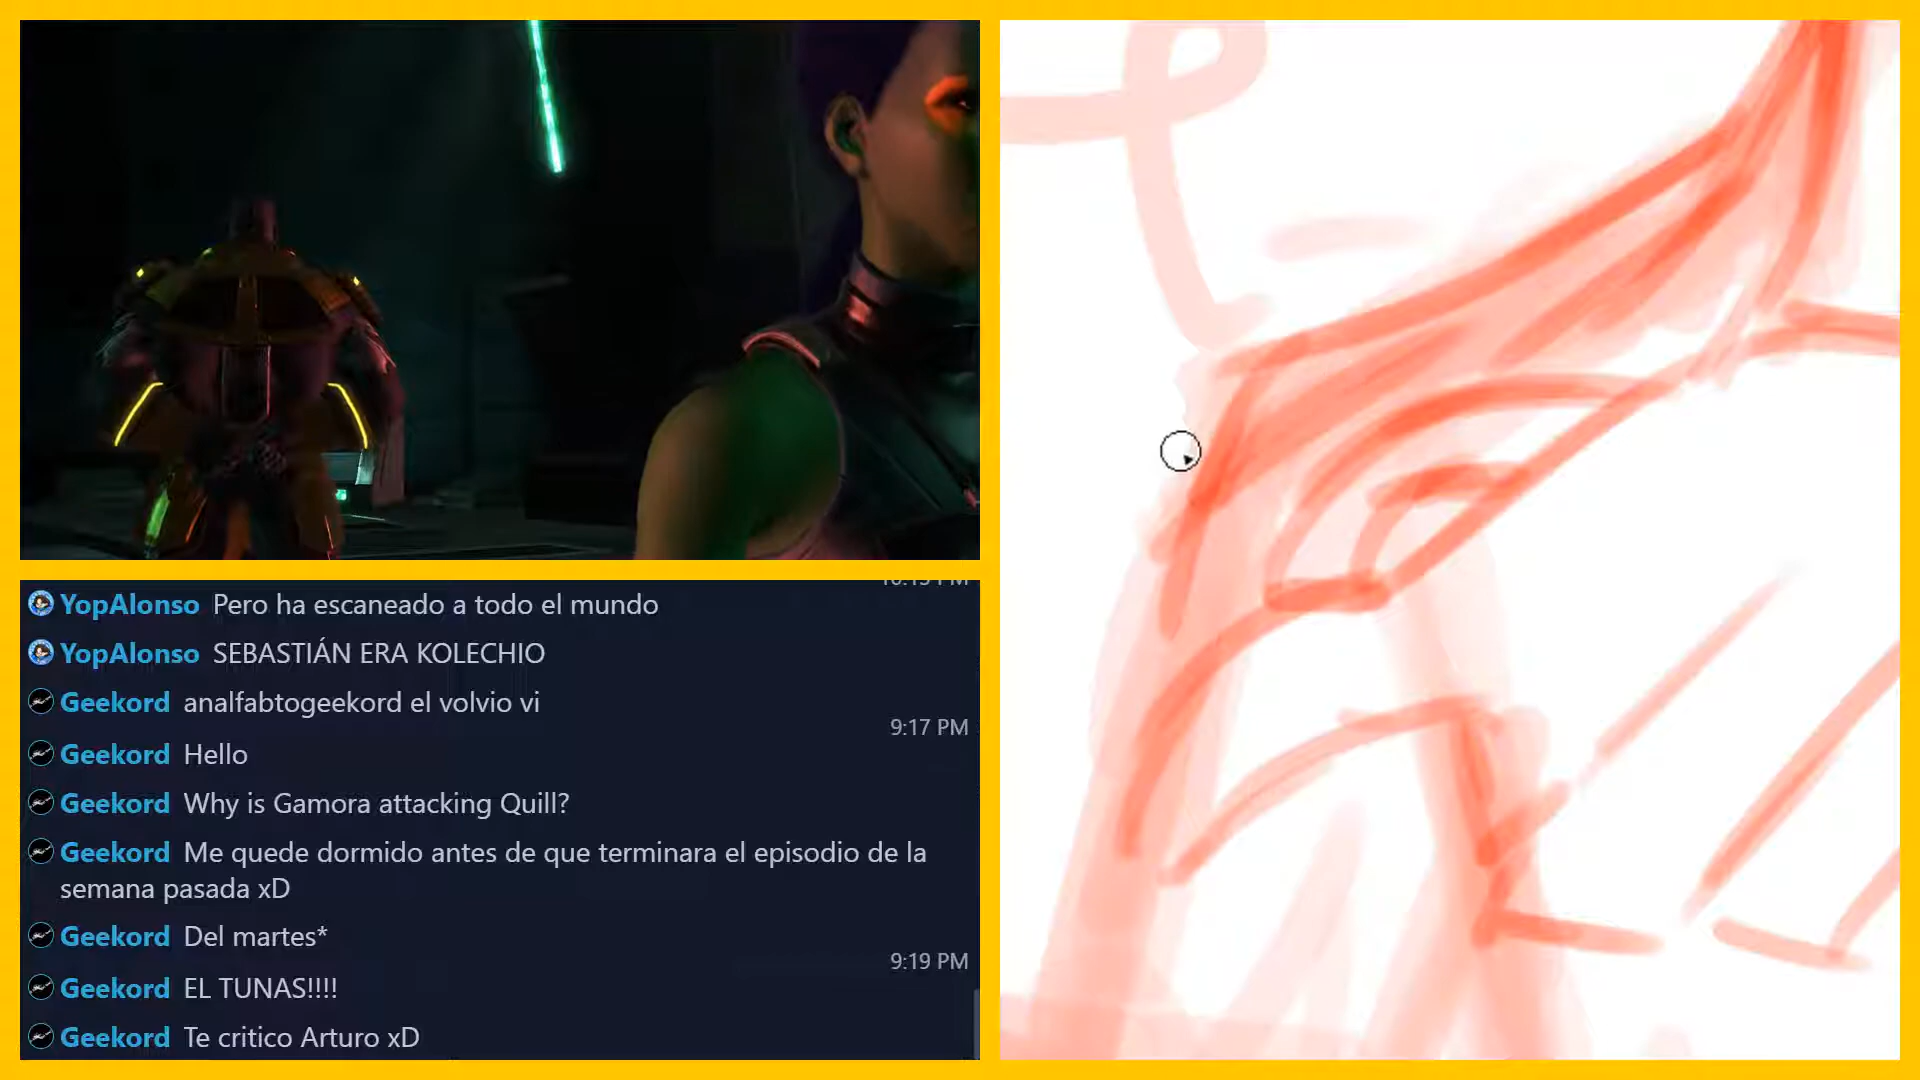 YopAlonso Pero ha escaneado a todo el mundo
YopAlonso SEBASTIÁN ERA KOLECHIO
Geekord analfabtogeekord el volvio vi
9:17 PM
Geekord Hello
Geekord Why is Gamora attacking Quill?
Geekord Me quede dormido antes de que terminara el episodio de la
semana pasada xD
Geekord Del martes*
9:19 PM
Geekord EL TUNAS!!!!
Geekord Te critico Arturo xD